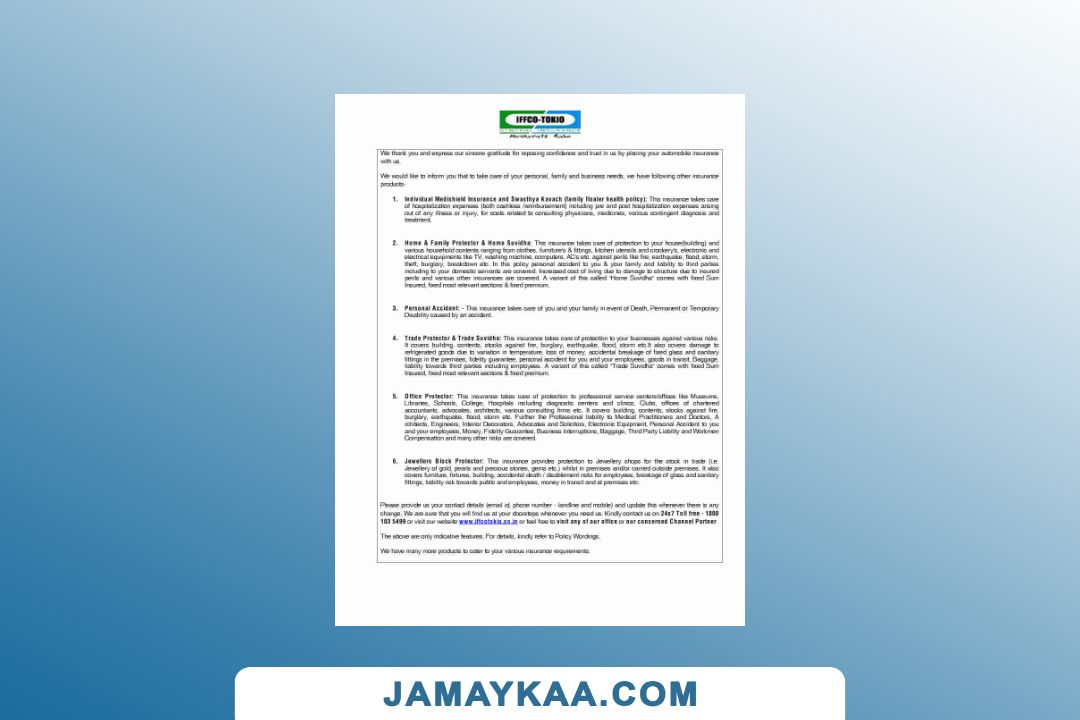 IFFCO-TOKIO
GENERAL INSURANCE
Muskurate Raho
We thank you and express our sincere gratitude for reposing confidence and trust in us by placing your automobile insurance
with us.
We would like to inform you that to take care of your personal, family and business needs, we have following other insurance
products-
1. Individual Medishield Insurance and Swasthya Kavach (family floater health policy): This insurance takes care
of hospitalization expenses (both cashless /reimbursement) including pre and post hospitalization expenses arising
out of any illness or injury, for costs related to consulting physicians, medicines, various contingent diagnosis and
treatment.
2. Home & Family Protector & Home Suvidha: This insurance takes care of protection to your house(building) and
various household contents ranging from clothes, furniture's & fittings, kitchen utensils and crockery's, electronic and
electrical equipments like TV, washing machine, computers, ACs etc. against perils like fire, earthquake, flood, storm,
theft, burglary, breakdown etc. In this policy personal accident to you & your family and liability to third parties
including to your domestic servants are covered. Increased cost of living due to damage to structure due to insured
perils and various other insurances are covered. A variant of this called "Home Suvidha" comes with fixed Sum
Insured, fixed most relevant sections & fixed premium.
3. Personal Accident: - This insurance takes care of you and your family in event of Death, Permanent or Temporary
Disability caused by an accident.
4. Trade Protector & Trade Suvidha: This insurance takes care of protection to your businesses against various risks.
It covers building, contents, stocks against fire, burglary, earthquake, flood, storm etc.It also covers damage to
refrigerated goods due to variation in temperature, loss of money, accidental breakage of fixed glass and sanitary
fittings in the premises, fidelity guarantee, personal accident for you and your employees, goods in transit, Baggage,
liability towards third parties including employees. A variant of this called "Trade Suvidha" comes with fixed Sum
Insured, fixed most relevant sections & fixed premium.
5. Office Protector: This insurance takes care of protection to professional service centers/offices like Museums,
Libraries, Schools, College, Hospitals including diagnostic centers and clinics, Clubs, offices of chartered
accountants, advocates, architects, various consulting firms etc. It covers building, contents, stocks against fire,
burglary, earthquake, flood, storm etc. Further the Professional liability to Medical Practitioners and Doctors, A
rchitects, Engineers, Interior Decorators, Advocates and Solicitors, Electronic Equipment, Personal Accident to you
and your employees, Money, Fidelity Guarantee, Business Interruptions, Baggage, Third Party Liability and Workmen
Compensation and many other risks are covered.
6. Jewellers Block Protector: This insurance provides protection to Jewellery shops for the stock in trade (i.e.
Jewellery of gold, pearls and precious stones, gems etc.) whilst in premises and/or carried outside premises. It also
covers furniture, fixtures, building, accidental death / disablement risks for employees, breakage of glass and sanitary
fittings, liability risk towards public and employees, money in transit and at premises etc.
Please provide us your contact details (email id, phone number - landline and mobile) and update this whenever there is any
change. We are sure that you will find us at your doorsteps whenever you need us. Kindly contact us on 24x7 Toll free - 1800
103 5499 or visit our website www.iffcotokio.co.in or feel free to visit any of our office or our concerned Channel Partner.
The above are only indicative features. For details, kindly refer to Policy Wordings.
We have many more products to cater to your various insurance requirements.
JAMAYKAA.COM